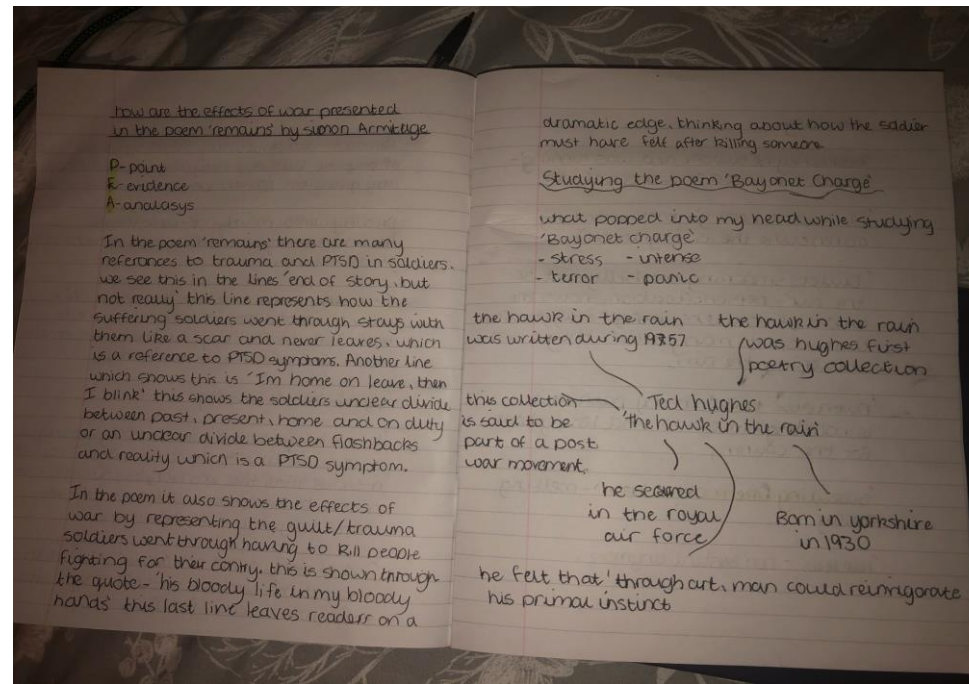 how are the effects of war presented
in the poem 'remains' by simon Armitage
P- point
E- evidence
A- analasys
In the poem 'remains' there are many
references to trauma and PTSD in soldiers.
we see this in the lines 'end of story, but
not really' this line represents how the
suffering soldiers went through stays with
them like a scar and never leaves, which
is a reference to PTSD symptoms. Another line
which shows this is 'Im home on leave, then
I blink' this shows the soldiers unclear divide
between past, present, home and on duty
or an unclear divide between flashbacks
and reality which is a PTSD symptom.
In the poem it also shows the effects of
war by representing the guilt/trauma
soldiers went through having to kill people
fighting for their contry. this is shown through
the quote - 'his bloody life in my bloody
hands' this last line leaves readers on a
dramatic edge, thinking about how the soldier
must have felt after killing someone.
Studying the poem 'Bayonet Charge'
what popped into my head while studying
'Bayonet charge'
- stress - intense
- terror - panic
the hawk in the rain
was written during 1957
the hawk in the rain
was hughes first
poetry collection
this collection
is said to be
part of a post
war movement.
Ted hughes
'the hawk in the rain'
he served
in the royal
air force
Born in yorkshire
in 1930
he felt that 'through art, man could reinvigorate
his primal instinct